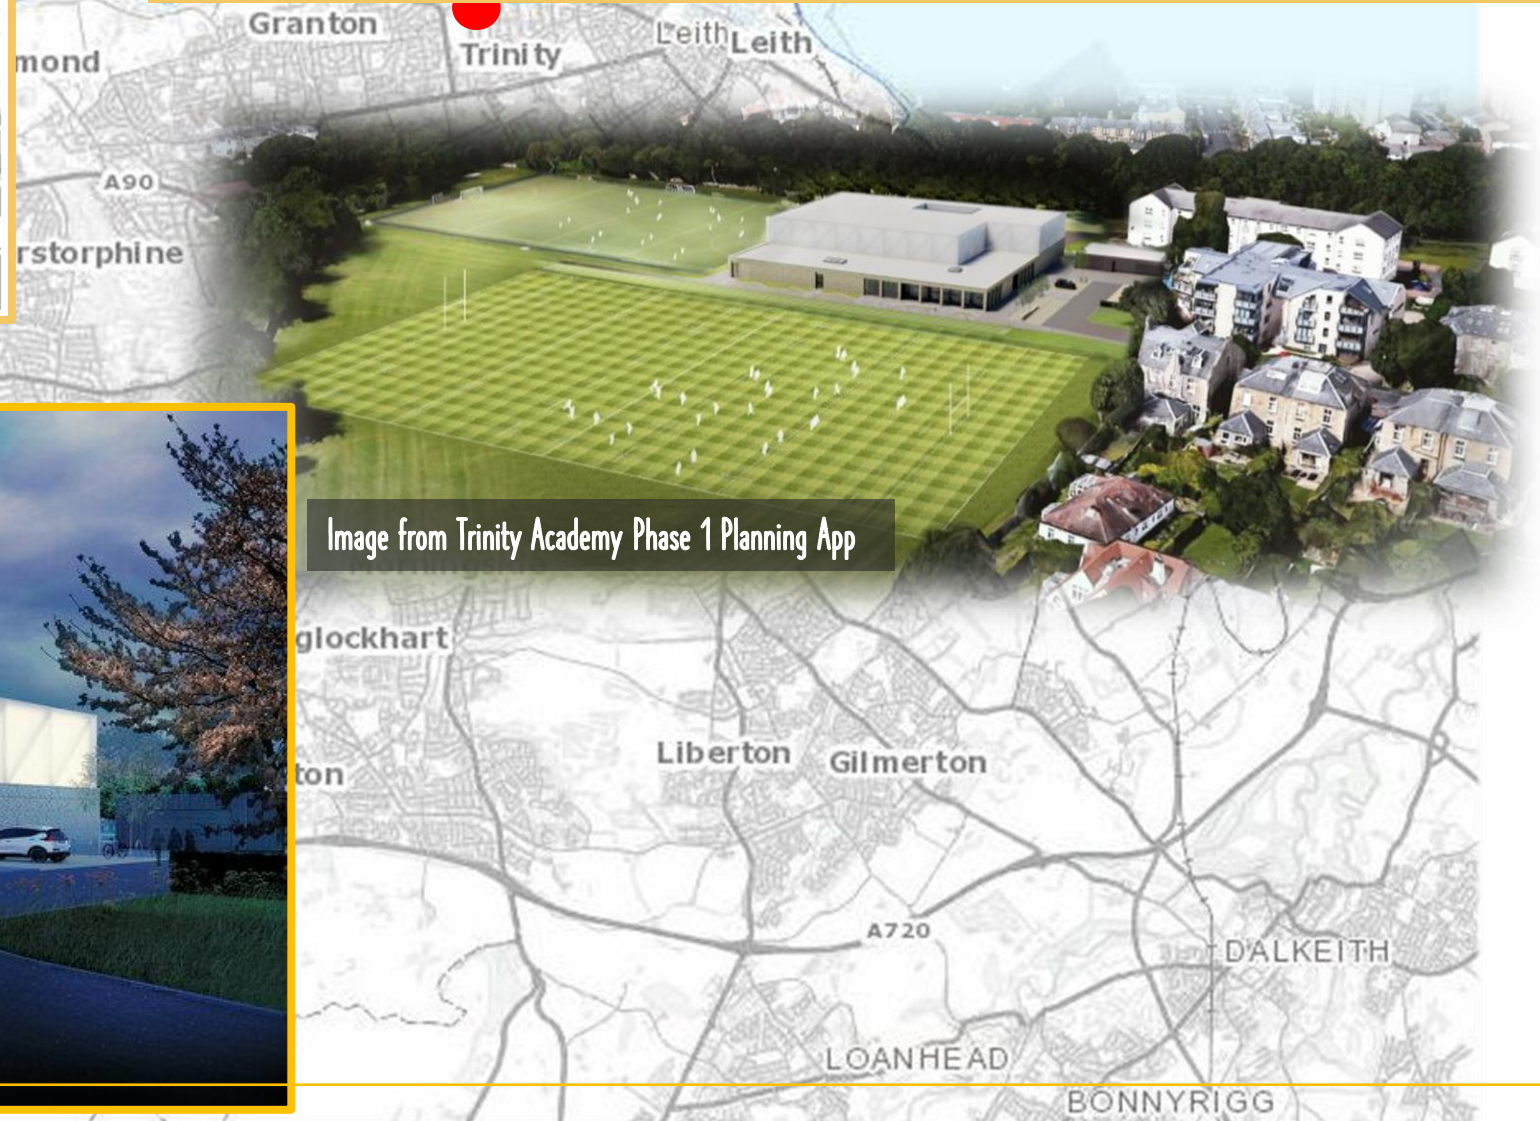 Granton
Trinity
Leith
Leith
mond
A90
rstorphine
Image from Trinity Academy Phase 1 Planning App
glockhart
Liberton
Gilmerton
ton
A720
DALKEITH
LOANHEAD
BONNYRIGG